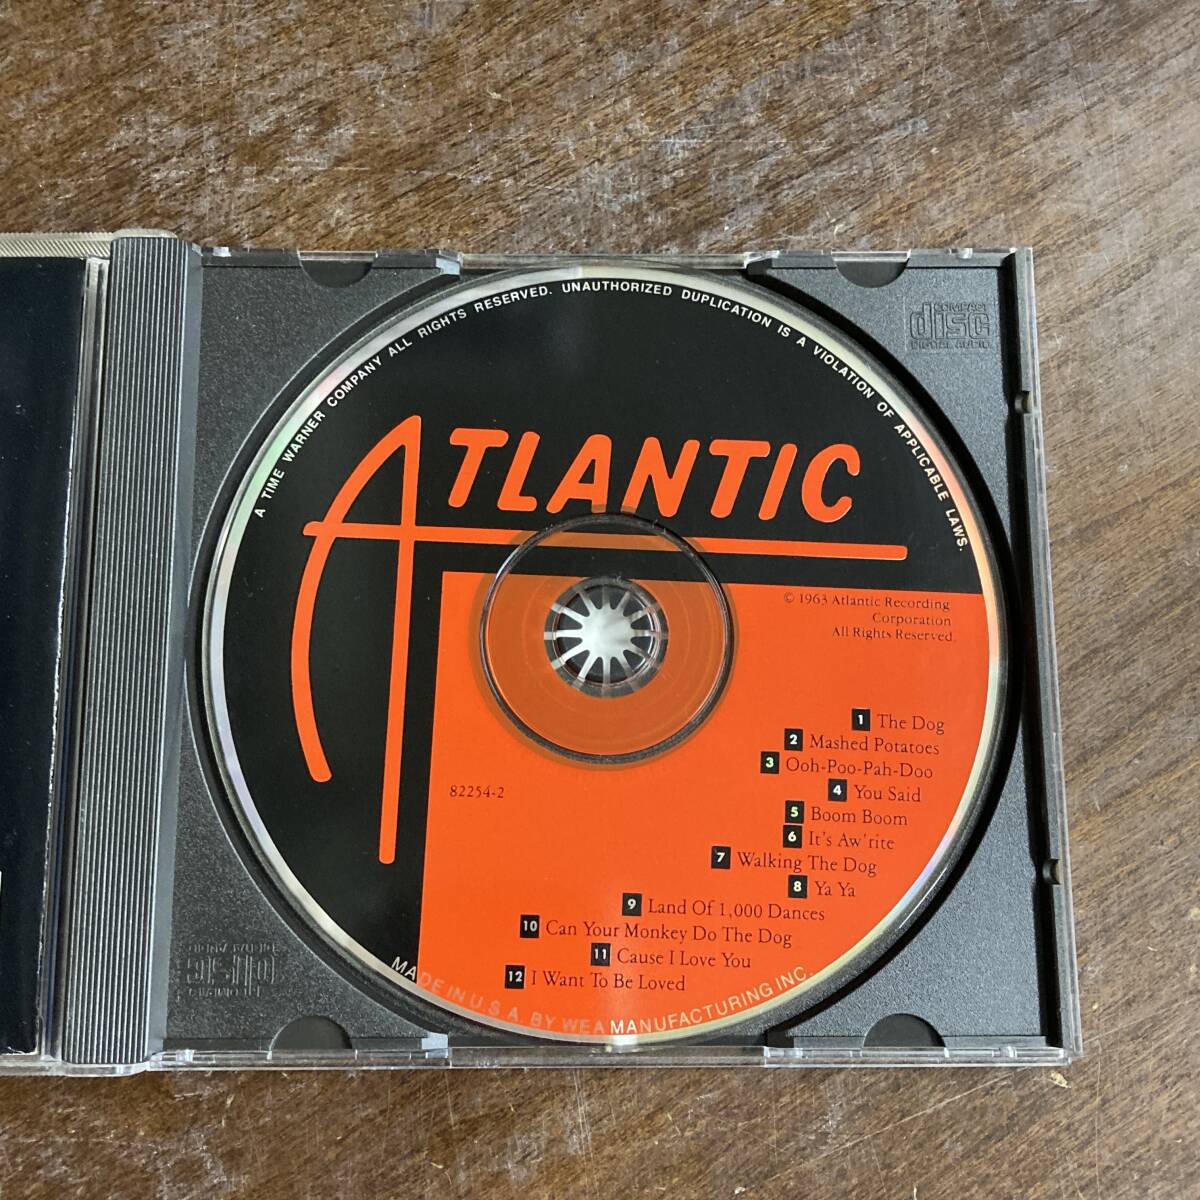 A TIME WARNER COMPANY ALL RIGHTS RESERVED. UNAUTHORIZED DUPLICATION IS A VIOLATION OF APPLICABLE LAWS.
ATLANTIC
© 1963 Atlantic Recording
Corporation
All Rights Reserved.
82254-2
1 The Dog
2 Mashed Potatoes
3 Ooh-Poo-Pah-Doo
4 You Said
5 Boom Boom
6 It's Aw'rite
7 Walking The Dog
8 Ya Ya
9 Land Of 1,000 Dances
10 Can Your Monkey Do The Dog
11 Cause I Love You
12 I Want To Be Loved
MADE IN U.S.A. BY WEA MANUFACTURING INC.
COMPACT
disc
DIGITAL AUDIO
COMPACT
disc
DIGITAL AUDIO